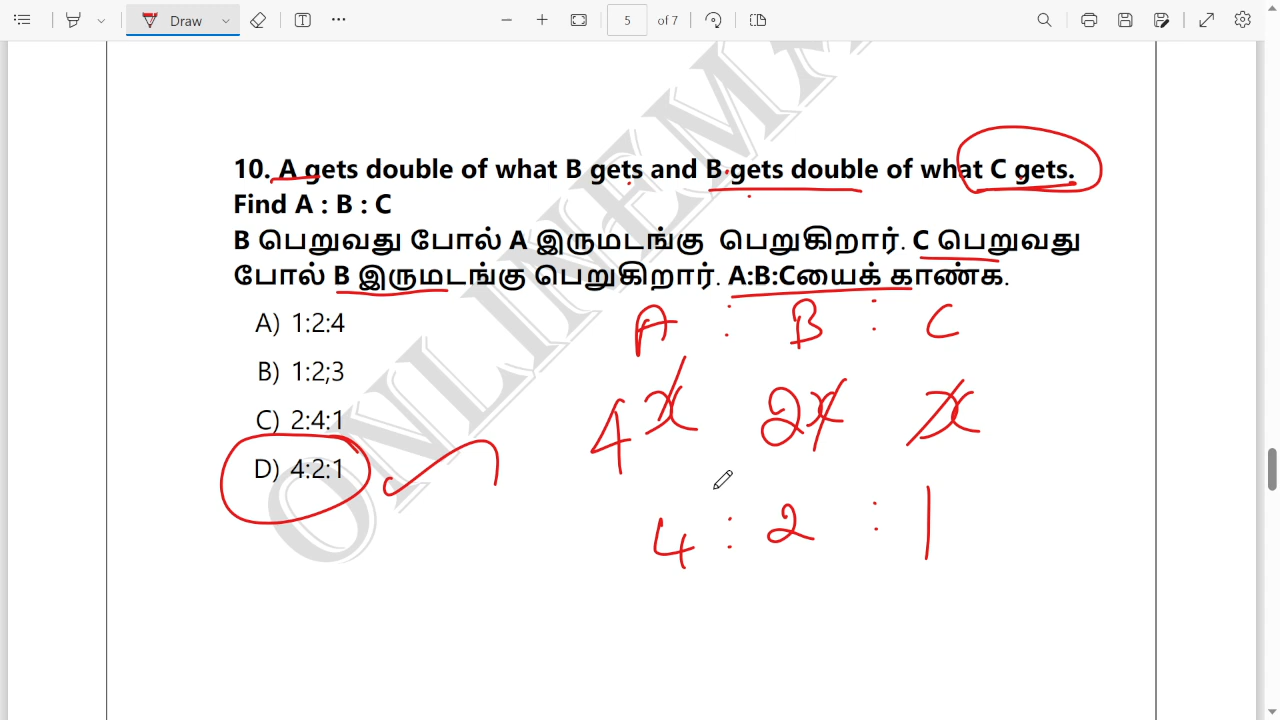 Draw
5 of 7
10. A gets double of what B gets and B gets double of what C gets.
Find A : B : C
B பெறுவது போல் A இருமடங்கு பெறுகிறார். C பெறுவது
போல் B இருமடங்கு பெறுகிறார். A:B:Cயைக் காண்க.
A) 1:2:4
B) 1:2;3
C) 2:4:1
D) 4:2:1
A : B : C
4x 2x x
4 : 2 : 1